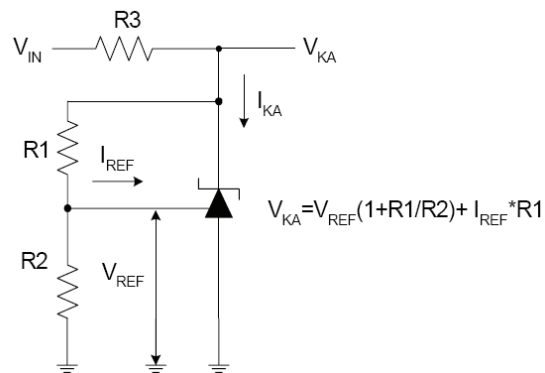 R3
V_IN
V_KA
I_KA
R1
I_REF
V_KA=V_REF(1+R1/R2)+ I_REF*R1
R2
V_REF